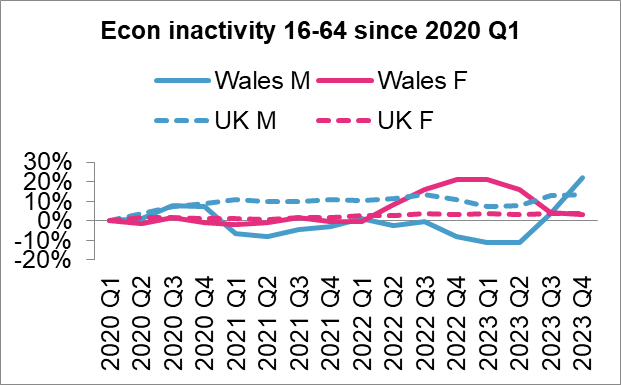 Econ inactivity 16-64 since 2020 Q1
Wales M
Wales F
UK M
UK F
30%
20%
10%
0%
-10%
-20%
2020 Q1
2020 Q2
2020 Q3
2020 Q4
2021 Q1
2021 Q2
2021 Q3
2021 Q4
2022 Q1
2022 Q2
2022 Q3
2022 Q4
2023 Q1
2023 Q2
2023 Q3
2023 Q4